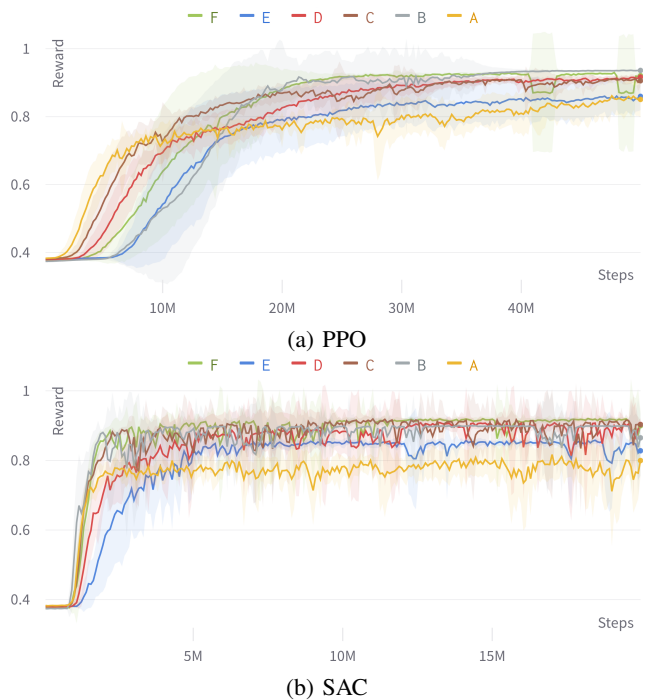 F E D C B A
Reward
1
0.8
0.6
0.4
Steps
10M 20M 30M 40M
(a) PPO
F E D C B A
Reward
1
0.8
0.6
0.4
Steps
5M 10M 15M
(b) SAC